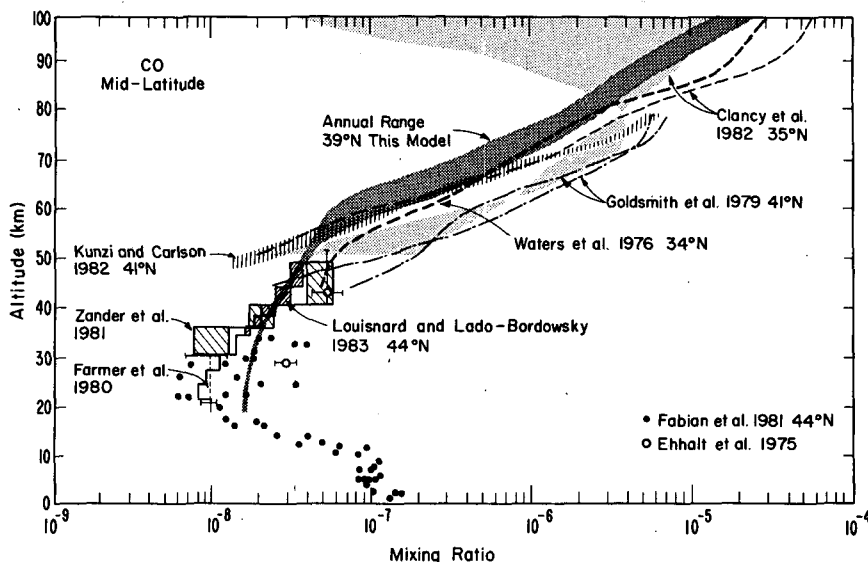 100
90
80
70
60
50
40
30
20
10
0
Altitude (km)
CO
Mid-Latitude
Annual Range
39°N This Model
Clancy et al.
1982 35°N
Goldsmith et al. 1979 41°N
Waters et al. 1976 34°N
Kunzi and Carlson
1982 41°N
Zander et al.
1981
Louisnard and Lado-Bordowsky
1983 44°N
Farmer et al.
1980
Fabian et al. 1981 44°N
Ehhalt et al. 1975
10⁻⁹ 10⁻⁸ 10⁻⁷ 10⁻⁶ 10⁻⁵ 10⁻⁴
Mixing Ratio